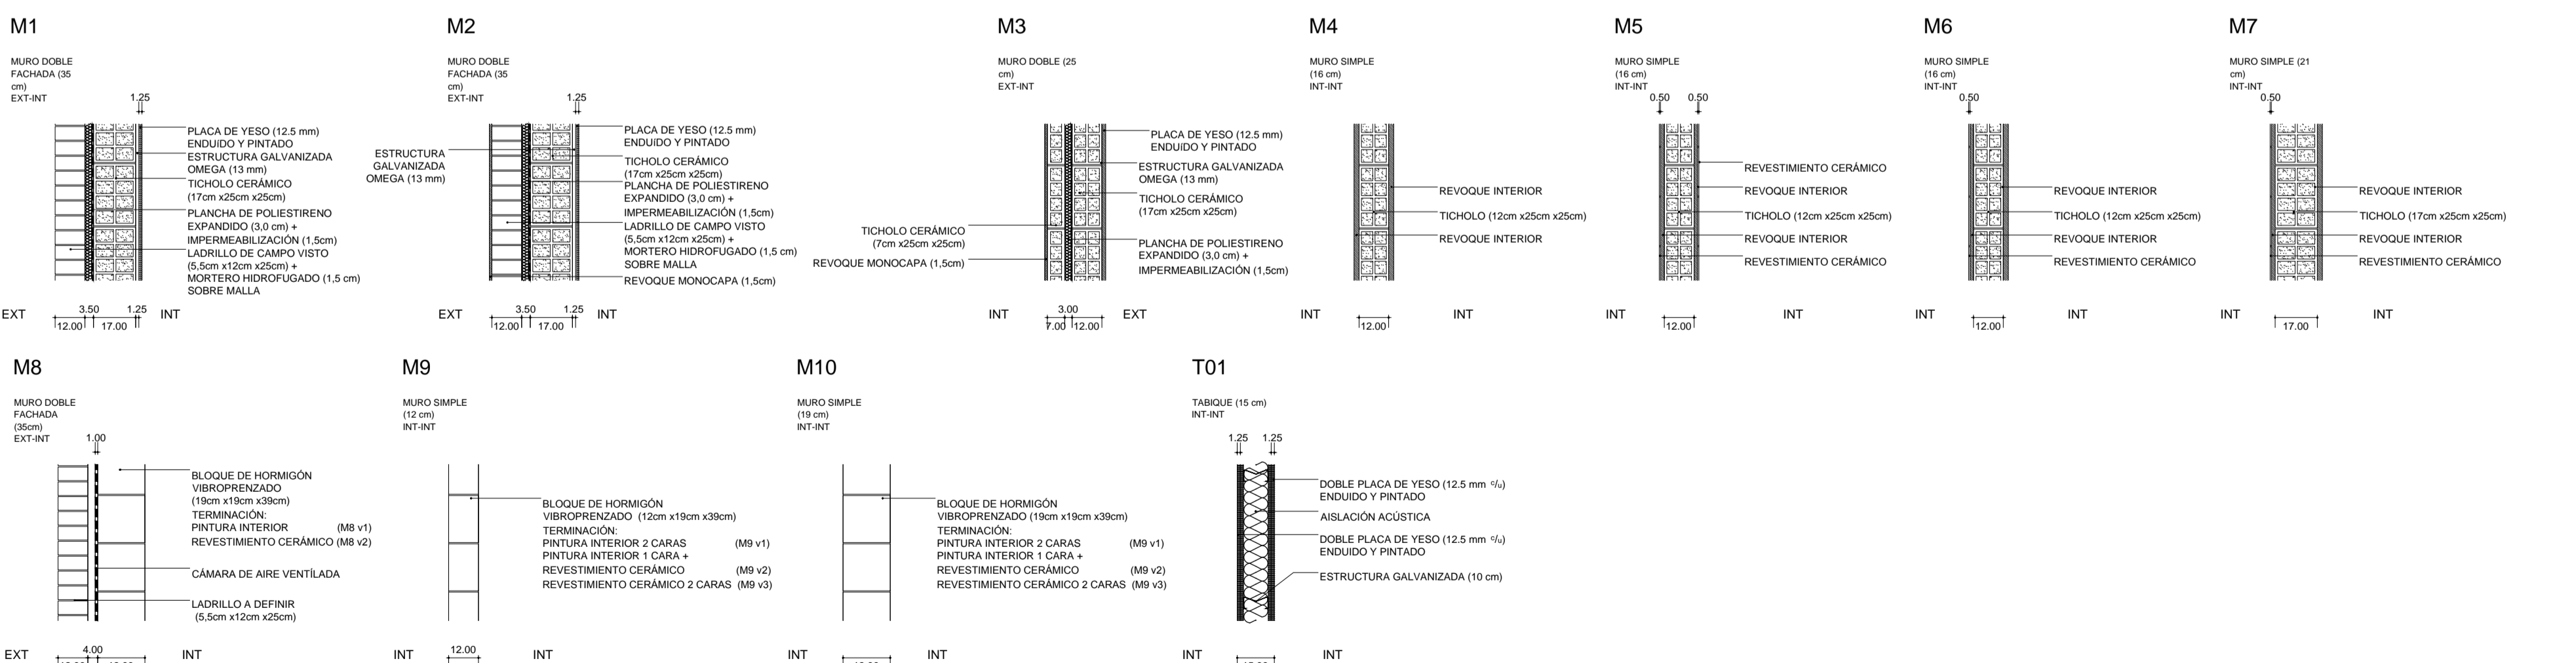 M1
MURO DOBLE
FACHADA (35
cm)
EXT-INT
1.25
PLACA DE YESO (12.5 mm)
ENDUíDO Y PINTADO
ESTRUCTURA GALVANIZADA
OMEGA (13 mm)
TICHOLO CERÁMICO
(17cm x25cm x25cm)
PLANCHA DE POLIESTIRENO
EXPANDIDO (3,0 cm) +
IMPERMEABILIZACIÓN (1,5cm)
LADRILLO DE CAMPO VISTO
(5,5cm x12cm x25cm) +
MORTERO HIDROFUGADO (1,5 cm)
SOBRE MALLA
EXT
3.50
1.25
INT
12.00
17.00
M2
MURO DOBLE
FACHADA (35
cm)
EXT-INT
1.25
ESTRUCTURA
GALVANIZADA
OMEGA (13 mm)
PLACA DE YESO (12.5 mm)
ENDUíDO Y PINTADO
TICHOLO CERÁMICO
(17cm x25cm x25cm)
PLANCHA DE POLIESTIRENO
EXPANDIDO (3,0 cm) +
IMPERMEABILIZACIÓN (1,5cm)
LADRILLO DE CAMPO VISTO
(5,5cm x12cm x25cm) +
MORTERO HIDROFUGADO (1,5 cm)
SOBRE MALLA
REVOQUE MONOCAPA (1,5cm)
EXT
3.50
1.25
INT
12.00
17.00
M3
MURO DOBLE (25
cm)
EXT-INT
PLACA DE YESO (12.5 mm)
ENDUíDO Y PINTADO
ESTRUCTURA GALVANIZADA
OMEGA (13 mm)
TICHOLO CERÁMICO
(17cm x25cm x25cm)
TICHOLO CERÁMICO
(7cm x25cm x25cm)
REVOQUE MONOCAPA (1,5cm)
PLANCHA DE POLIESTIRENO
EXPANDIDO (3,0 cm) +
IMPERMEABILIZACIÓN (1,5cm)
INT
3.00
EXT
7.00
12.00
M4
MURO SIMPLE
(16 cm)
INT-INT
REVOQUE INTERIOR
TICHOLO (12cm x25cm x25cm)
REVOQUE INTERIOR
INT
INT
12.00
M5
MURO SIMPLE
(16 cm)
INT-INT
0.50
0.50
REVESTIMIENTO CERÁMICO
REVOQUE INTERIOR
TICHOLO (12cm x25cm x25cm)
REVOQUE INTERIOR
REVESTIMIENTO CERÁMICO
INT
INT
12.00
M6
MURO SIMPLE
(16 cm)
INT-INT
0.50
REVOQUE INTERIOR
TICHOLO (12cm x25cm x25cm)
REVOQUE INTERIOR
REVESTIMIENTO CERÁMICO
INT
INT
12.00
M7
MURO SIMPLE (21
cm)
INT-INT
0.50
REVOQUE INTERIOR
TICHOLO (17cm x25cm x25cm)
REVOQUE INTERIOR
REVESTIMIENTO CERÁMICO
INT
INT
17.00
M8
MURO DOBLE
FACHADA
(35cm)
EXT-INT
1.00
BLOQUE DE HORMIGÓN
VIBROPRENZADO
(19cm x19cm x39cm)
TERMINACIÓN:
PINTURA INTERIOR (M8 v1)
REVESTIMIENTO CERÁMICO (M8 v2)
CÁMARA DE AIRE VENTÍLADA
LADRILLO A DEFINIR
(5,5cm x12cm x25cm)
EXT
4.00
INT
M9
MURO SIMPLE
(12 cm)
INT-INT
BLOQUE DE HORMIGÓN
VIBROPRENZADO (12cm x19cm x39cm)
TERMINACIÓN:
PINTURA INTERIOR 2 CARAS (M9 v1)
PINTURA INTERIOR 1 CARA +
REVESTIMIENTO CERÁMICO (M9 v2)
REVESTIMIENTO CERÁMICO 2 CARAS (M9 v3)
INT
12.00
INT
M10
MURO SIMPLE
(19 cm)
INT-INT
BLOQUE DE HORMIGÓN
VIBROPRENZADO (19cm x19cm x39cm)
TERMINACIÓN:
PINTURA INTERIOR 2 CARAS (M9 v1)
PINTURA INTERIOR 1 CARA +
REVESTIMIENTO CERÁMICO (M9 v2)
REVESTIMIENTO CERÁMICO 2 CARAS (M9 v3)
INT
INT
T01
TABIQUE (15 cm)
INT-INT
1.25
1.25
DOBLE PLACA DE YESO (12.5 mm c/u)
ENDUIDO Y PINTADO
AISLACIÓN ACÚSTICA
DOBLE PLACA DE YESO (12.5 mm c/u)
ENDUIDO Y PINTADO
ESTRUCTURA GALVANIZADA (10 cm)
INT
INT